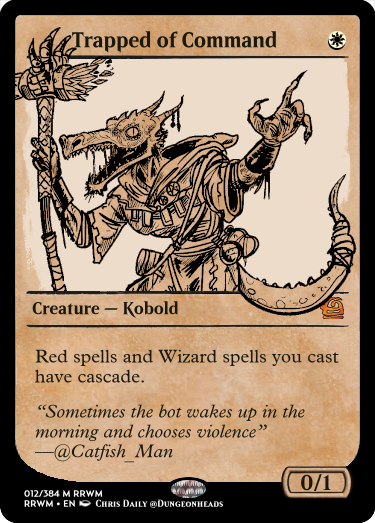 Trapped of Command
Creature — Kobold
Red spells and Wizard spells you cast
have cascade.
“Sometimes the bot wakes up in the
morning and chooses violence”
—@Catfish_Man
0/1
012/384 M RRWM
RRWM • EN Chris Daily @Dungeonheads